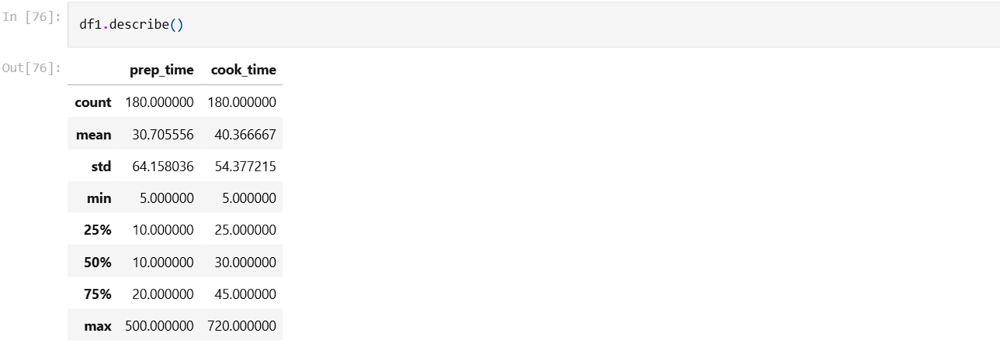 In [76]: df1.describe()
Out[76]:
prep_time cook_time
count 180.000000 180.000000
mean 30.705556 40.366667
std 64.158036 54.377215
min 5.000000 5.000000
25% 10.000000 25.000000
50% 10.000000 30.000000
75% 20.000000 45.000000
max 500.000000 720.000000